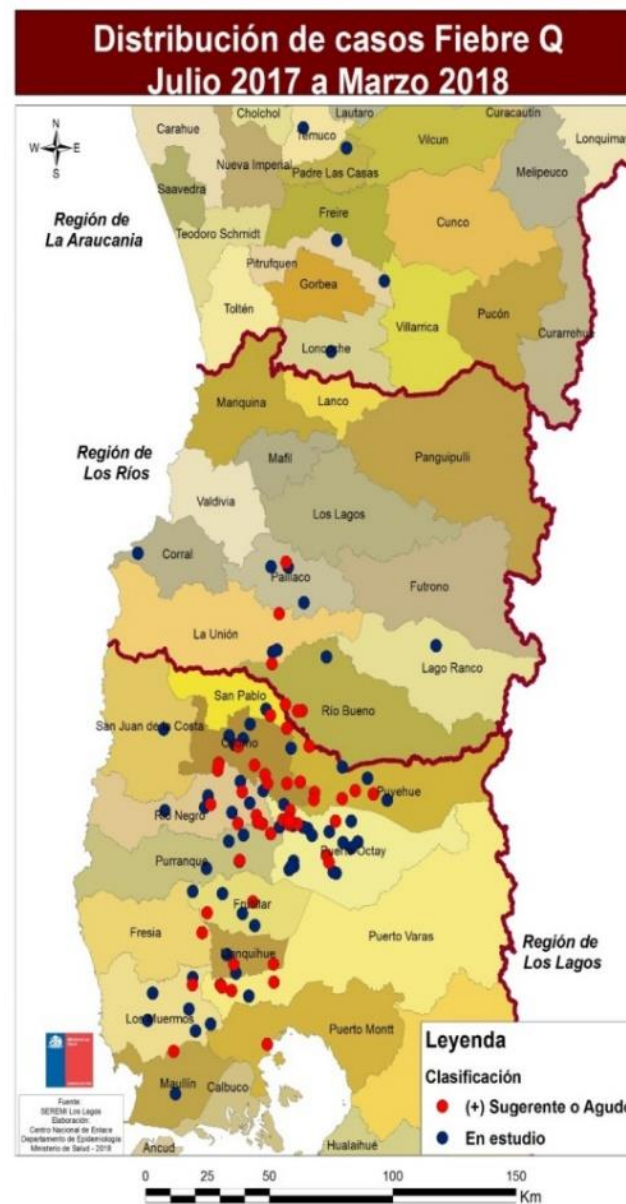 Distribución de casos Fiebre Q
Julio 2017 a Marzo 2018
N
W E
S
Carahue
Cholchol
Lautaro
Curacautín
Temuco
Vilcun
Lonquimay
Nueva Imperial
Padre Las Casas
Melipeuco
Saavedra
Región de
La Araucania
Freire
Cunco
Teodoro Schmidt
Pitrufquen
Gorbea
Toltén
Villarrica
Pucón
Curarrehue
Loncoche
Manquina
Lanco
Región de
Los Ríos
Mafil
Panguipulli
Valdivia
Los Lagos
Corral
Paillaco
Futrono
La Unión
Lago Ranco
San Pablo
Río Bueno
San Juan de la Costa
Osorno
Puyehue
Río Negro
Puerto Octay
Purranque
Frutillar
Fresia
Puerto Varas
Región de
Los Lagos
Llanquihue
Los Muermos
Puerto Montt
Maullín
Calbuco
Ancud
Hualaihué
Leyenda
Clasificación
(+) Sugerente o Agudo
En estudio
Fuente:
SEREMI Los Lagos
Elaboración:
Centro Nacional de Enlace
Departamento de Epidemiología
Ministerio de Salud - 2018
0 25 50 100 150
Km